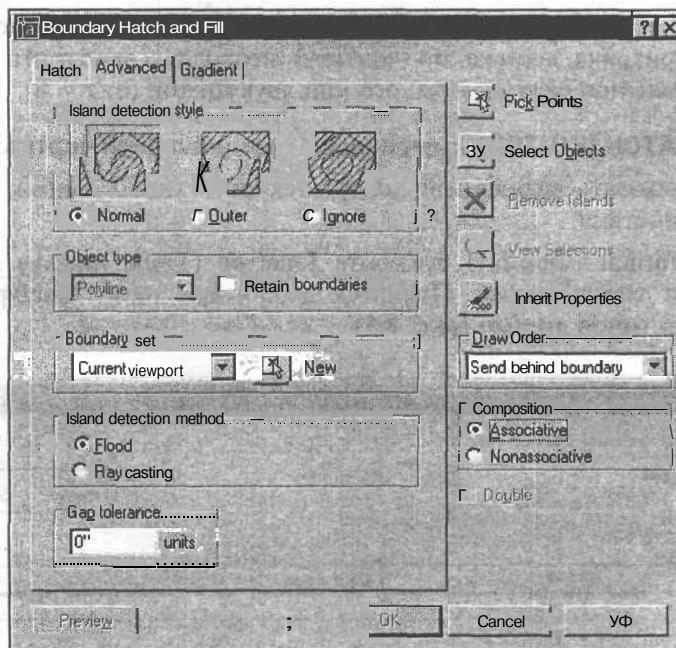 Boundary Hatch and Fill ? X
Hatch Advanced Gradient
Island detection style
Normal Outer Ignore
Object type
Polyline Retain boundaries
Boundary set
Current viewport New
Island detection method
Flood
Ray casting
Gap tolerance
0" units
Preview
Pick Points
ЗУ Select Objects
Remove Islands
View Selections
Inherit Properties
Draw Order
Send behind boundary
Composition
Associative
Nonassociative
Double
OK Cancel УФ